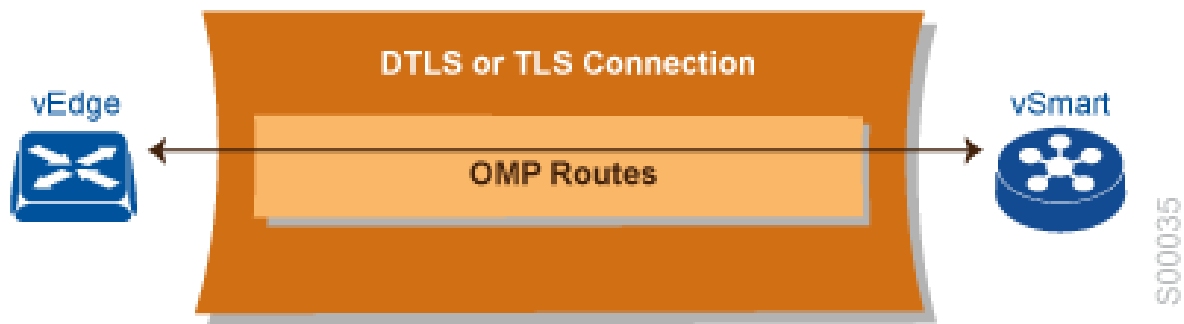 DTLS or TLS Connection
vEdge
vSmart
OMP Routes
S00035